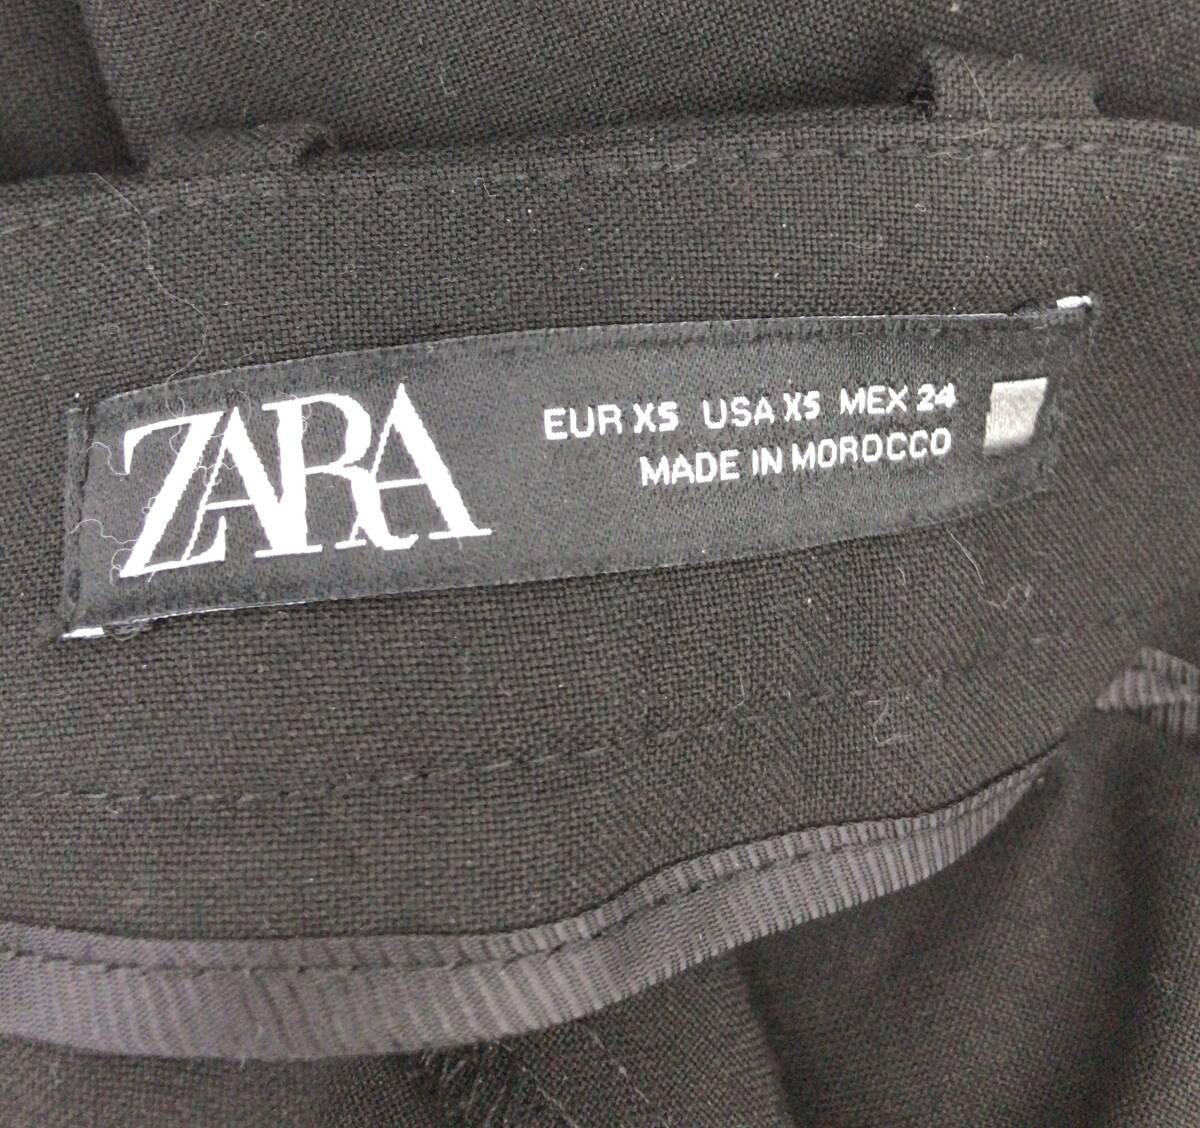 ZARA
EUR XS USA XS MEX 24
MADE IN MOROCCO